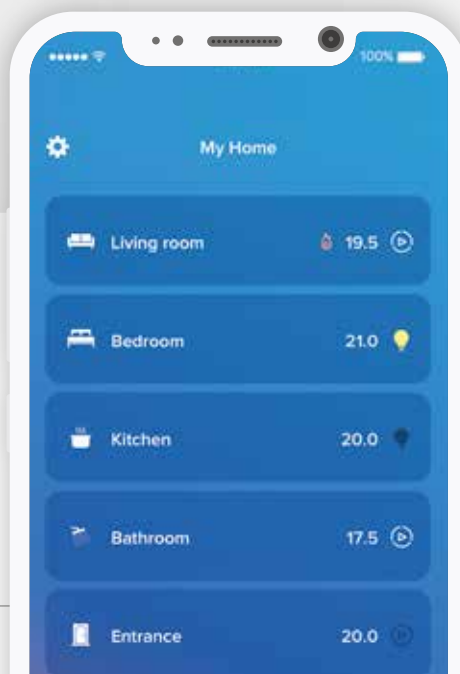 100%
My Home
Living room 19.5
Bedroom 21.0
Kitchen 20.0
Bathroom 17.5
Entrance 20.0